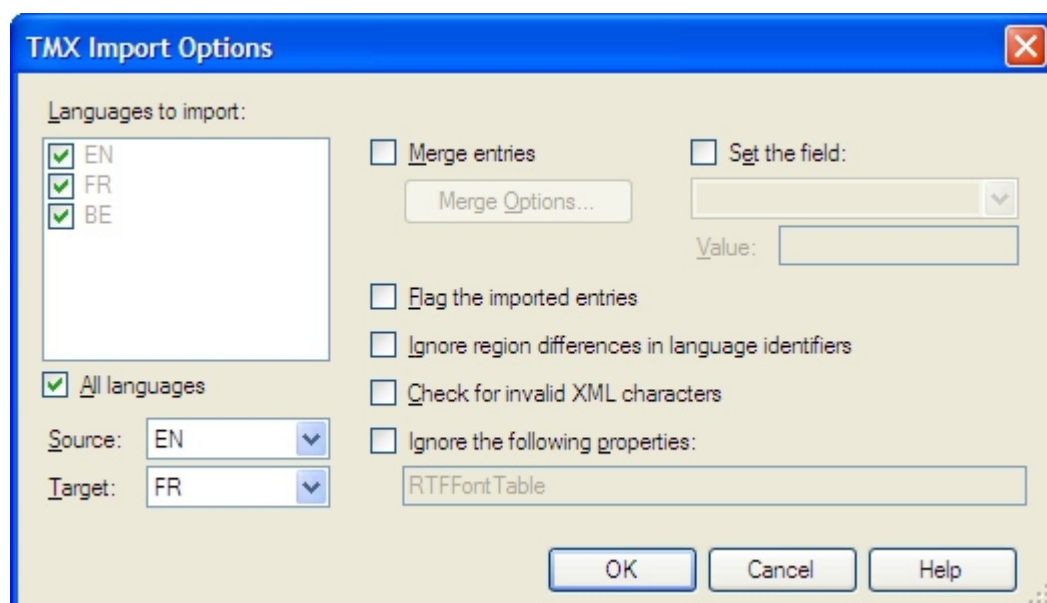 TMX Import Options
Languages to import:
EN
FR
BE
All languages
Source: EN
Target: FR
Merge entries
Merge Options...
Set the field:
Value:
Flag the imported entries
Ignore region differences in language identifiers
Check for invalid XML characters
Ignore the following properties:
RTFFontTable
OK Cancel Help